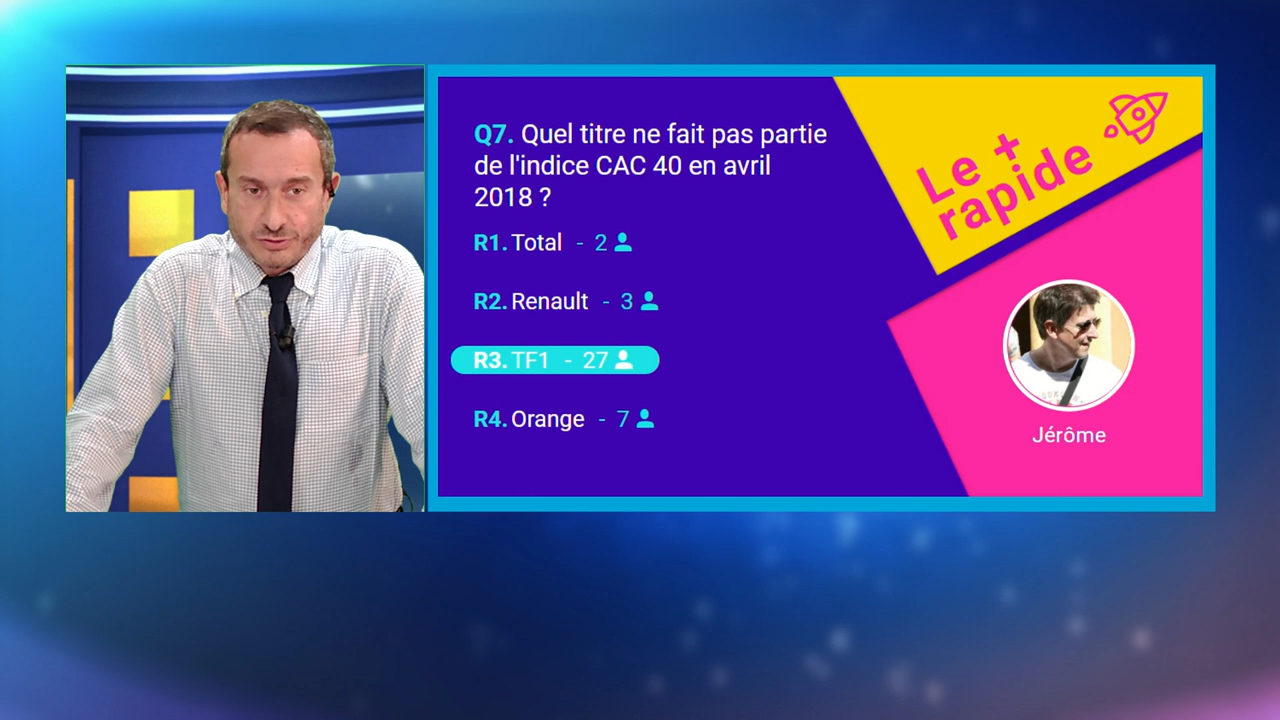 Q7. Quel titre ne fait pas partie
de l'indice CAC 40 en avril
2018 ?
R1. Total - 2
R2. Renault - 3
R3. TF1 - 27
R4. Orange - 7
Le +
rapide
Jérôme